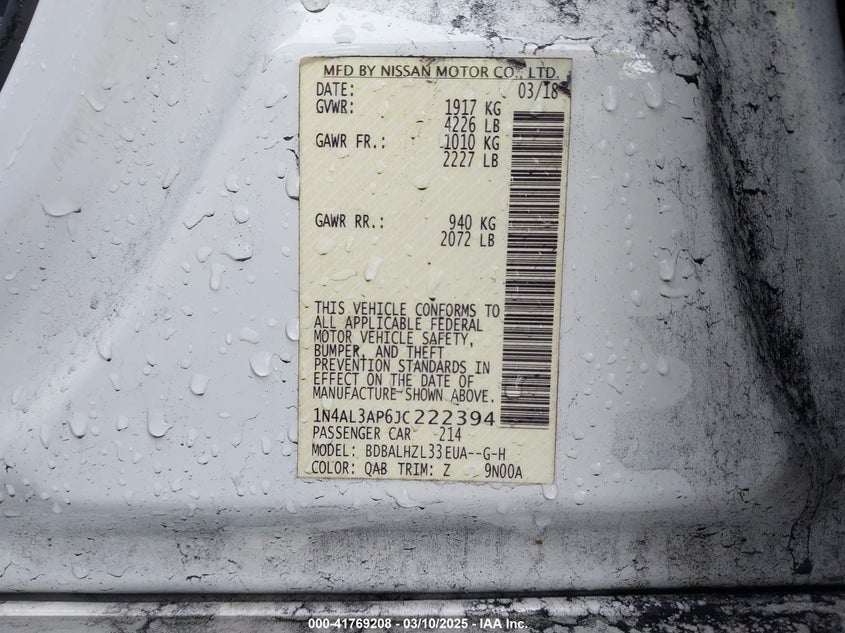 MFD BY NISSAN MOTOR CO., LTD.
DATE: 03/18
GVWR: 1917 KG
4226 LB
GAWR FR.: 1010 KG
2227 LB
GAWR RR.: 940 KG
2072 LB
THIS VEHICLE CONFORMS TO
ALL APPLICABLE FEDERAL
MOTOR VEHICLE SAFETY,
BUMPER, AND THEFT
PREVENTION STANDARDS IN
EFFECT ON THE DATE OF
MANUFACTURE SHOWN ABOVE.
1N4AL3AP6JC222394
PASSENGER CAR 214
MODEL: BDBALHZL33EUA--G-H
COLOR: QAB TRIM: Z 9N00A
000-41769208 - 03/10/2025 - IAA Inc.